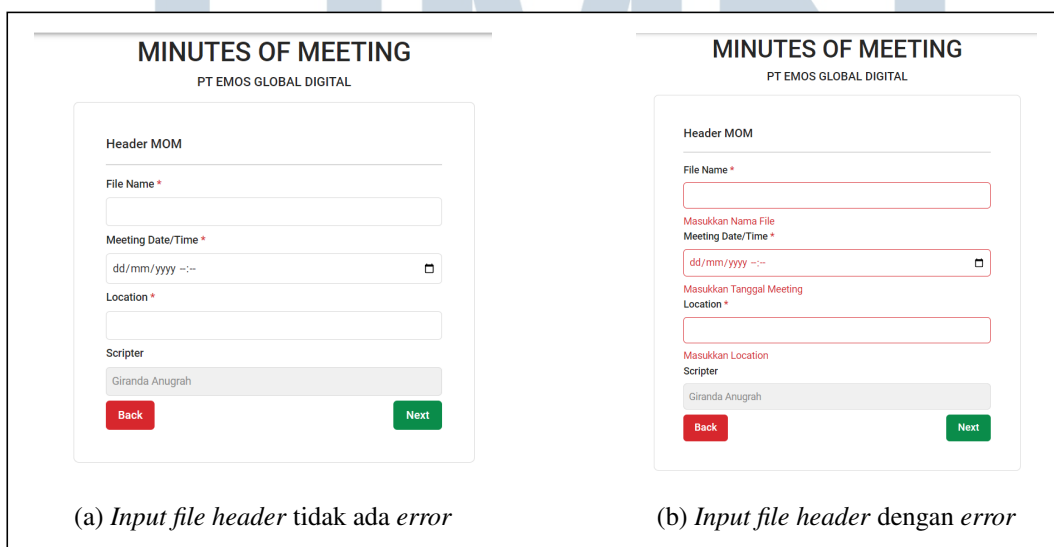 MINUTES OF MEETING
PT EMOS GLOBAL DIGITAL
Header MOM
File Name *
Meeting Date/Time *
dd/mm/yyyy --:--
Location *
Scripter
Giranda Anugrah
Back
Next
(a) Input file header tidak ada error
MINUTES OF MEETING
PT EMOS GLOBAL DIGITAL
Header MOM
File Name *
Masukkan Nama File
Meeting Date/Time *
dd/mm/yyyy --:--
Masukkan Tanggal Meeting
Location *
Masukkan Location
Scripter
Giranda Anugrah
Back
Next
(b) Input file header dengan error